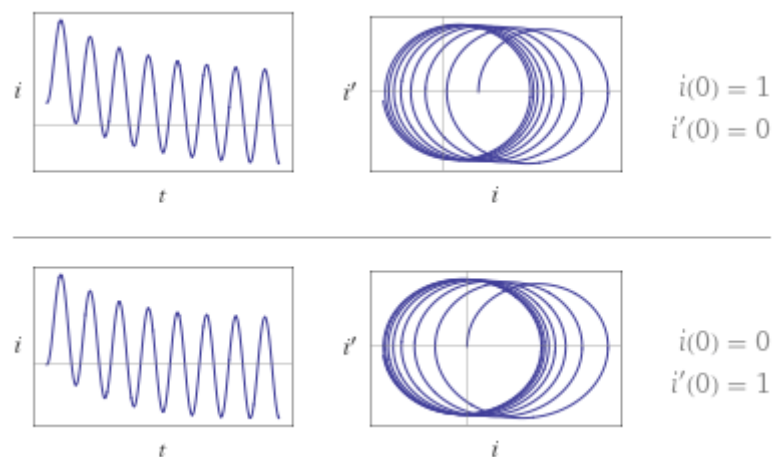 i
t
i′
i
i(0) = 1
i′(0) = 0
i
t
i′
i
i(0) = 0
i′(0) = 1